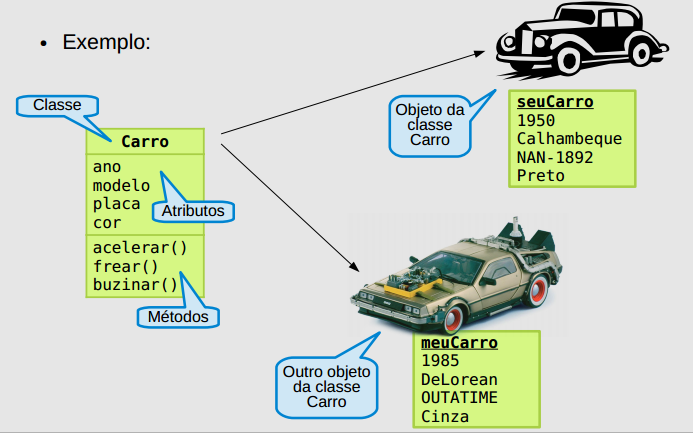 • Exemplo:
Classe
Carro
ano
modelo
placa
cor
Atributos
acelerar()
frear()
buzinar()
Métodos
Objeto da
classe
Carro
seuCarro
1950
Calhambeque
NAN-1892
Preto
Outro objeto
da classe
Carro
meuCarro
1985
DeLorean
OUTATIME
Cinza